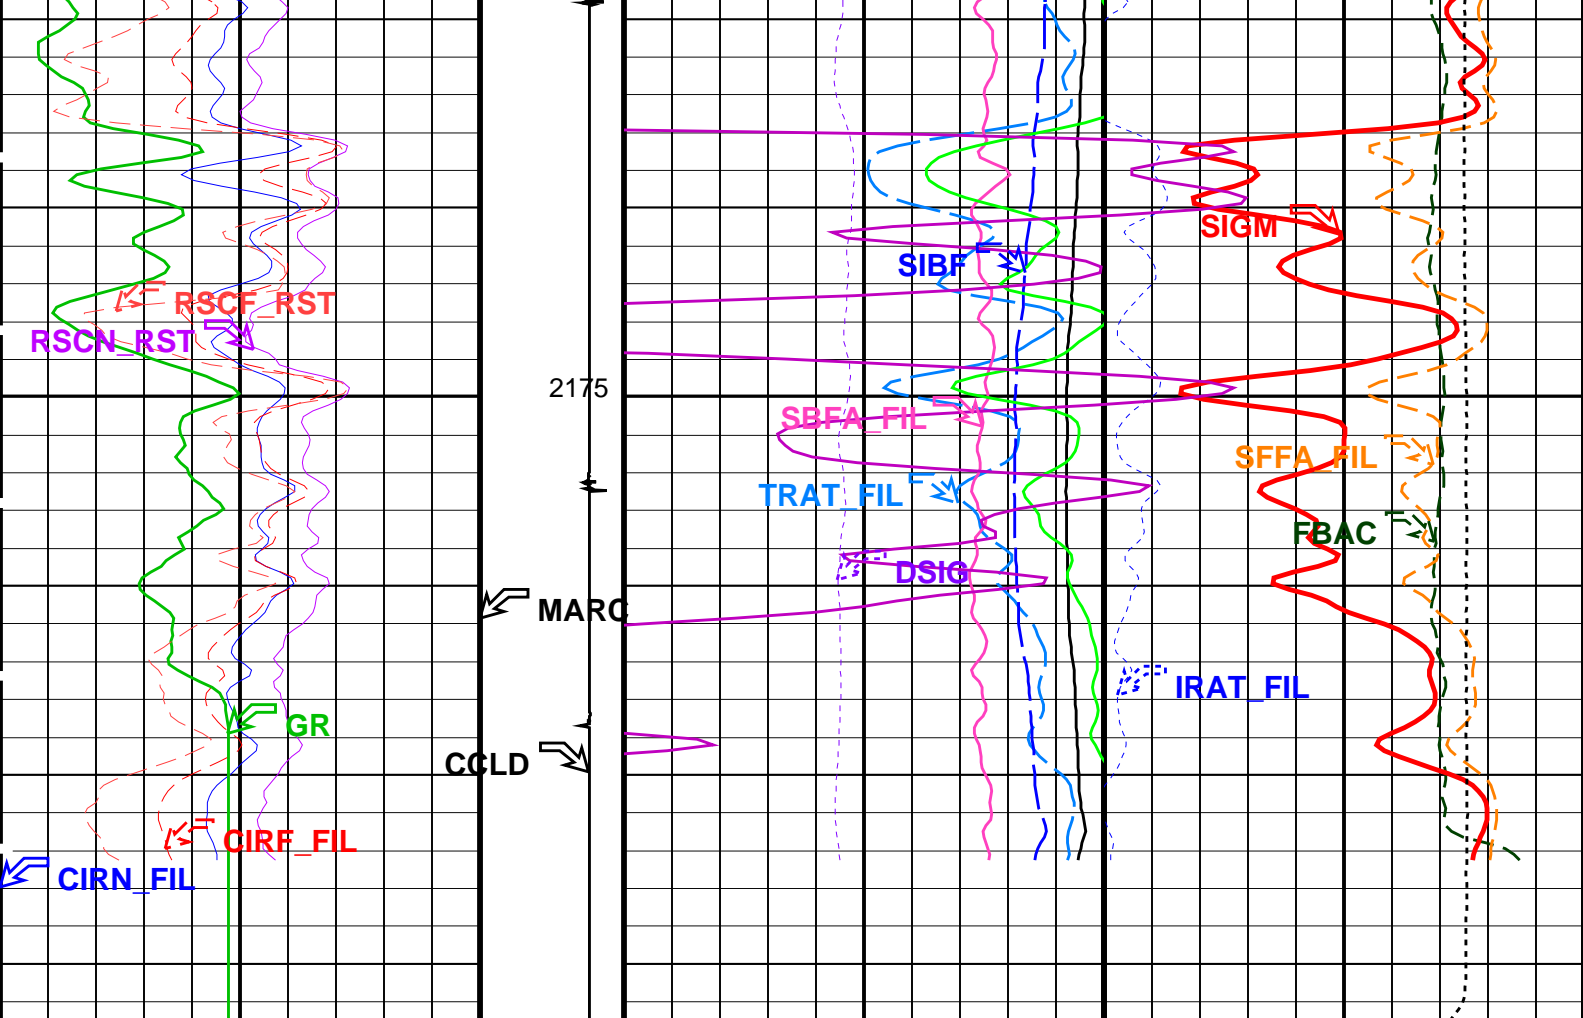 SIGM
SIBF
RSCF_RST
RSCN_RST
2175
SBFA_FIL
SFFA_FIL
TRAT_FIL
FBAC
DSIG
MARC
IRAT_FIL
GR
CCLD
CIRF_FIL
CIRN_FIL